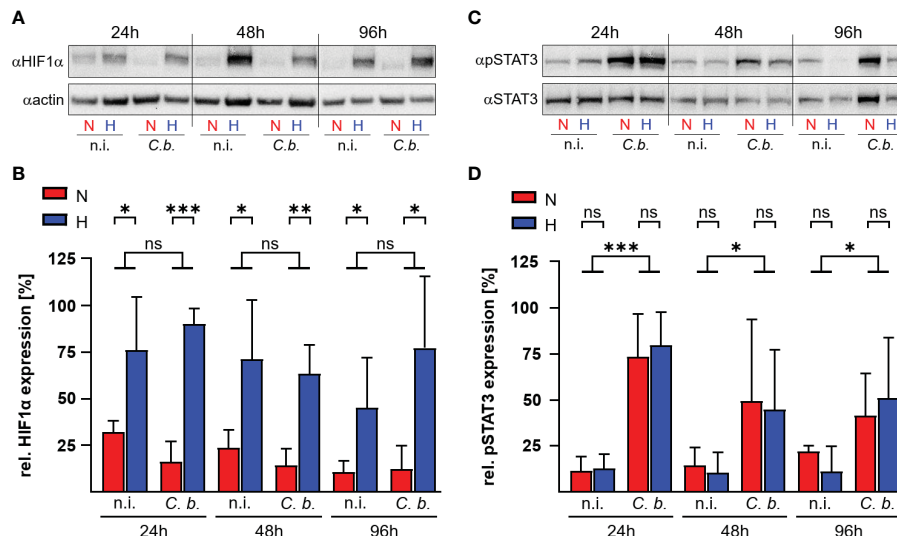 A
24h 48h 96h
αHIF1α
αactin
N H N H N H N H N H N H
n.i. C.b. n.i. C.b. n.i. C.b.
B
N
H
* *** * ** * *
ns ns ns
rel. HIF1α expression [%]
125
100
75
50
25
n.i. C. b. n.i. C. b. n.i. C. b.
24h 48h 96h
C
24h 48h 96h
αpSTAT3
αSTAT3
N H N H N H N H N H N H
n.i. C.b. n.i. C.b. n.i. C.b.
D
N
H
ns ns ns ns ns ns
*** * *
rel. pSTAT3 expression [%]
125
100
75
50
25
n.i. C. b. n.i. C. b. n.i. C. b.
24h 48h 96h